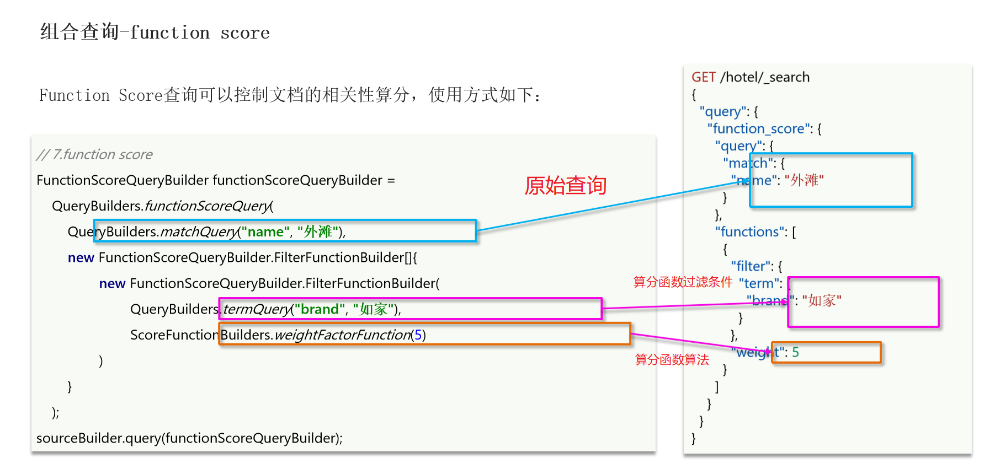 组合查询-function score
Function Score查询可以控制文档的相关性算分，使用方式如下：
// 7.function score
FunctionScoreQueryBuilder functionScoreQueryBuilder =
QueryBuilders.functionScoreQuery(
QueryBuilders.matchQuery("name", "外滩"),
new FunctionScoreQueryBuilder.FilterFunctionBuilder[]{
new FunctionScoreQueryBuilder.FilterFunctionBuilder(
QueryBuilders.termQuery("brand", "如家"),
ScoreFunctionBuilders.weightFactorFunction(5)
)
}
);
sourceBuilder.query(functionScoreQueryBuilder);
原始查询
算分函数过滤条件
算分函数算法
GET /hotel/_search
{
"query": {
"function_score": {
"query": {
"match": {
"name": "外滩"
}
},
"functions": [
{
"filter": {
"term": {
"brand": "如家"
}
},
"weight": 5
}
]
}
}
}